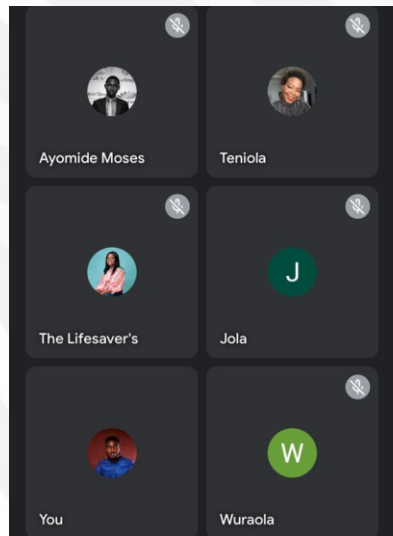 Ayomide Moses
Teniola
The Lifesaver's
J
Jola
You
W
Wuraola